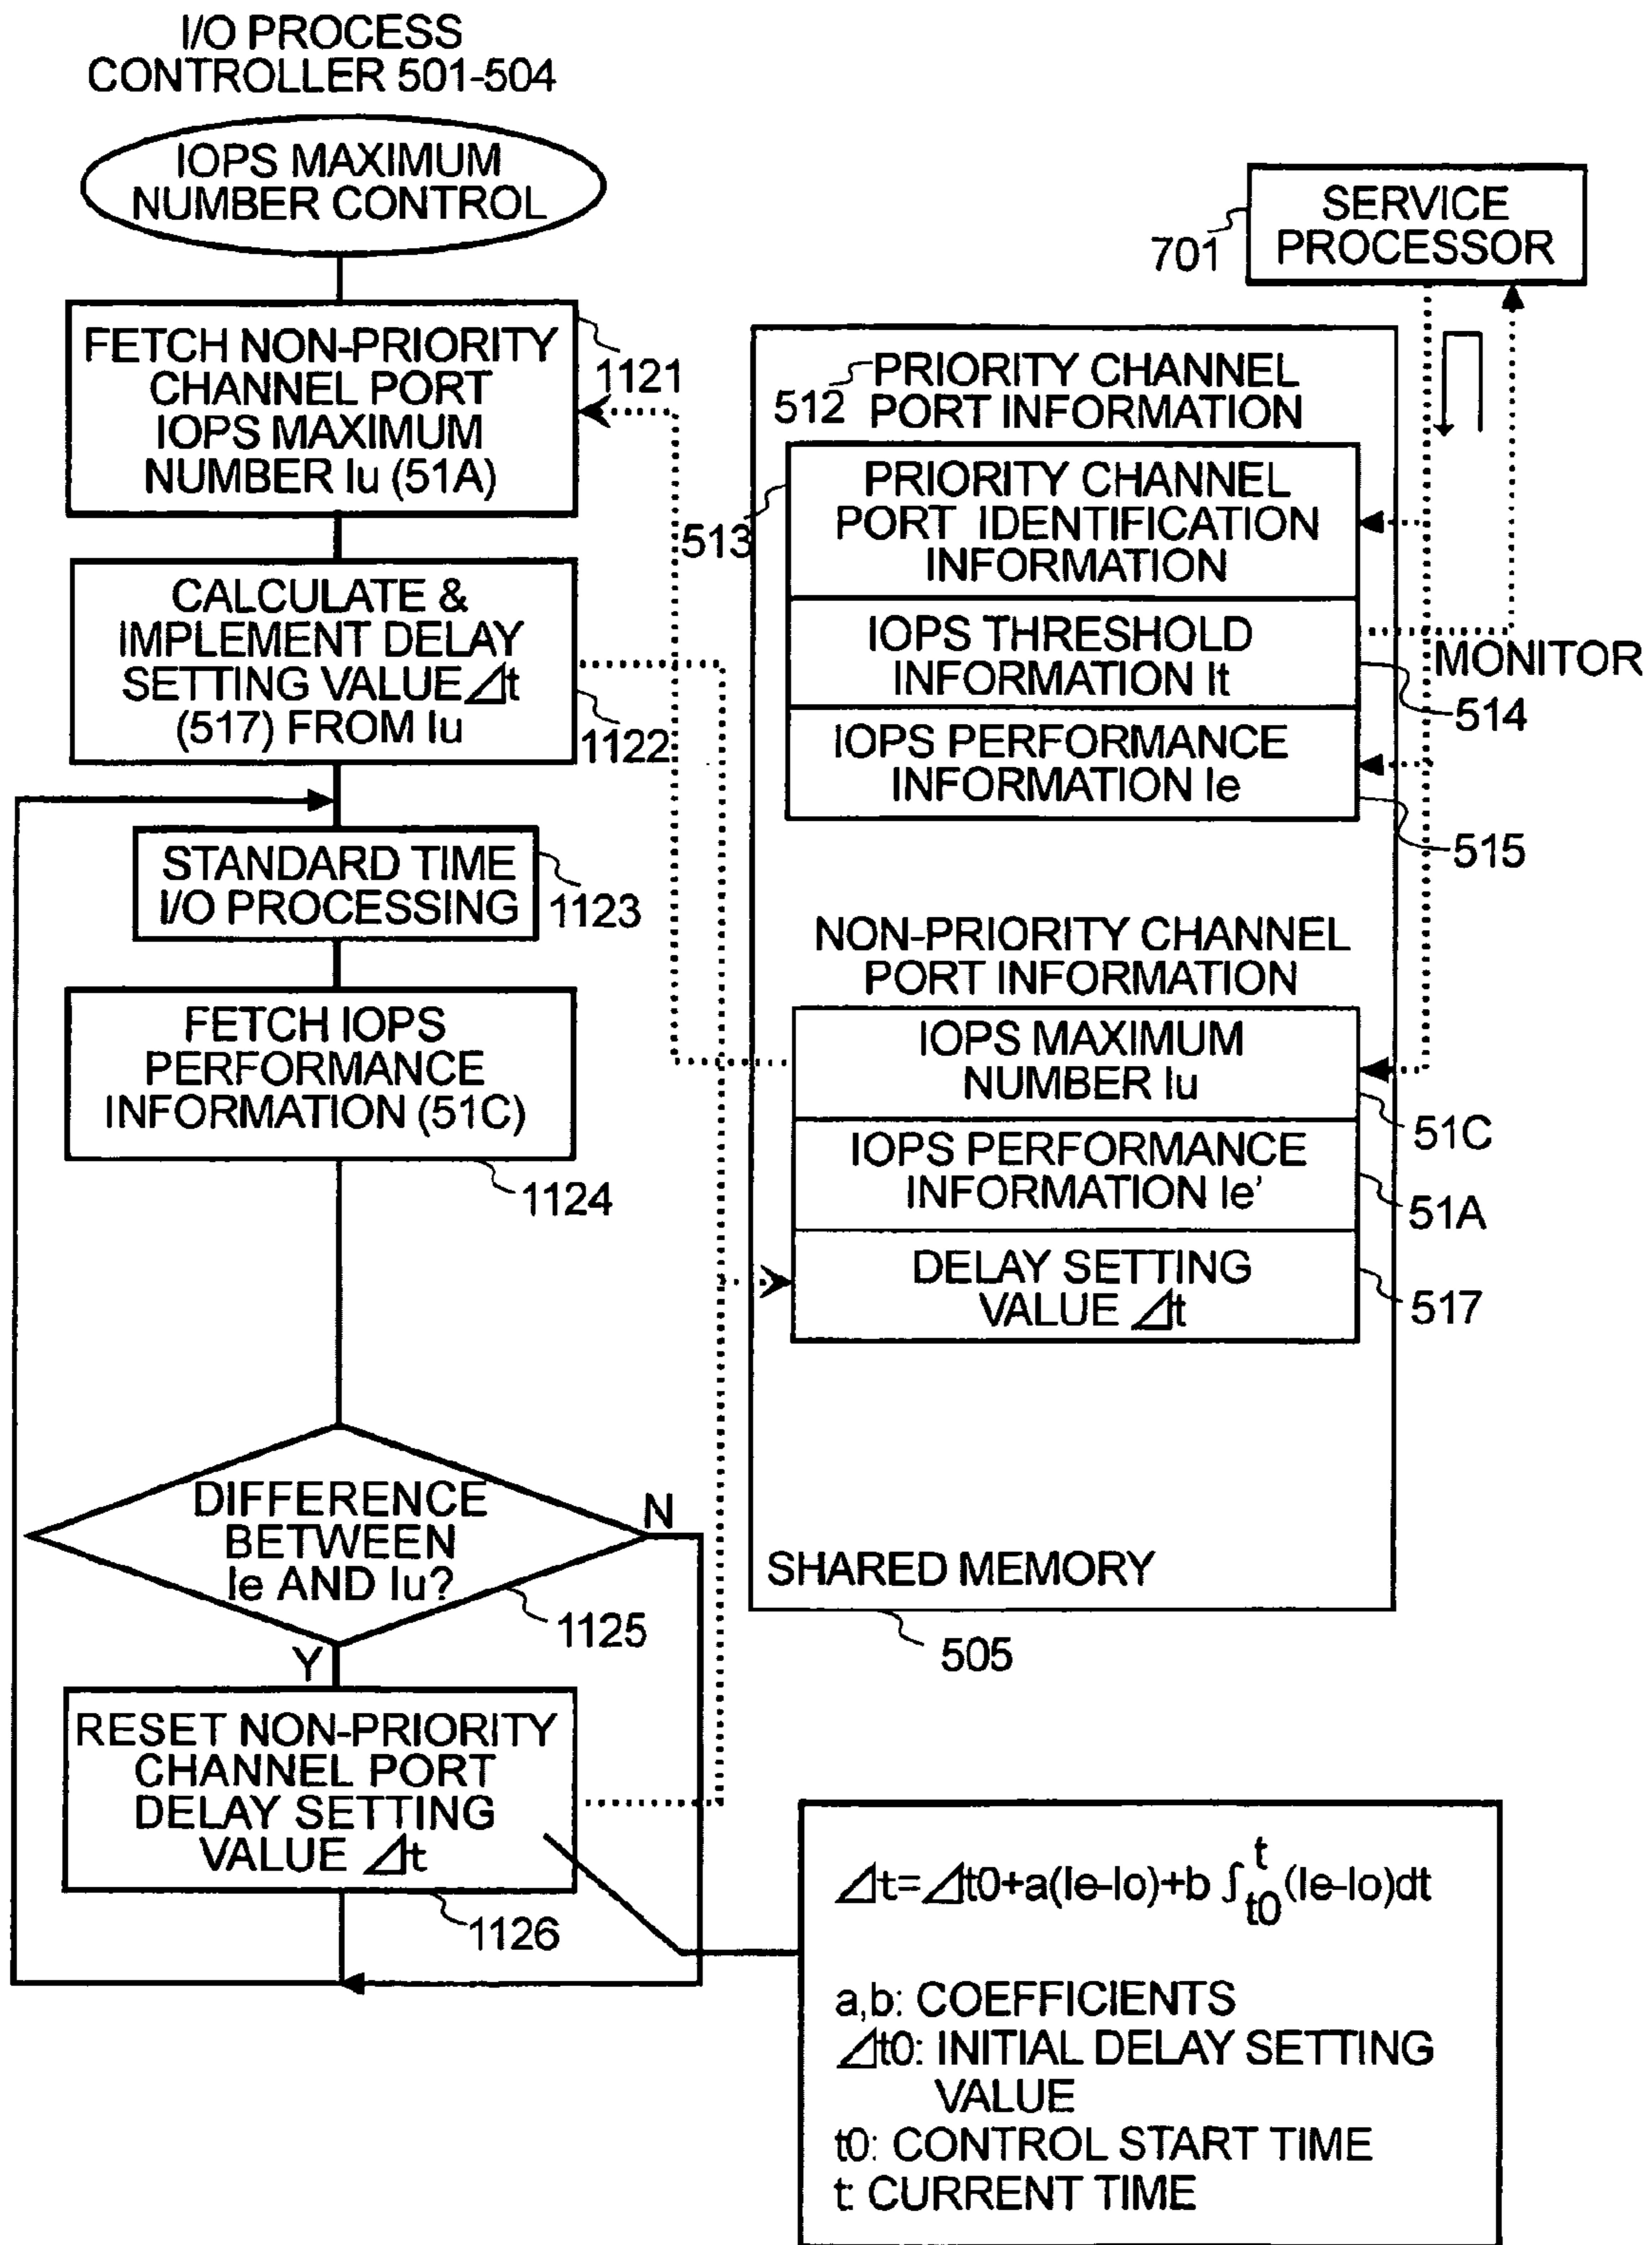 I/O PROCESS
CONTROLLER 501-504
IOPS MAXIMUM
NUMBER CONTROL
FETCH NON-PRIORITY
CHANNEL PORT
IOPS MAXIMUM
NUMBER Iu (51A)
1121
CALCULATE &
IMPLEMENT DELAY
SETTING VALUE ⊿t
(517) FROM Iu
1122
STANDARD TIME
I/O PROCESSING
1123
FETCH IOPS
PERFORMANCE
INFORMATION (51C)
1124
DIFFERENCE
BETWEEN
Ie AND Iu?
N
1125
Y
RESET NON-PRIORITY
CHANNEL PORT
DELAY SETTING
VALUE ⊿t
1126
SERVICE
PROCESSOR
701
512
PRIORITY CHANNEL
PORT INFORMATION
513
PRIORITY CHANNEL
PORT IDENTIFICATION
INFORMATION
IOPS THRESHOLD
INFORMATION It
MONITOR
514
IOPS PERFORMANCE
INFORMATION Ie
515
NON-PRIORITY CHANNEL
PORT INFORMATION
IOPS MAXIMUM
NUMBER Iu
51C
IOPS PERFORMANCE
INFORMATION Ie'
51A
DELAY SETTING
VALUE ⊿t
517
SHARED MEMORY
505
⊿t=⊿t0+a(Ie-Io)+b ∫t0^t (Ie-Io)dt
a,b: COEFFICIENTS
⊿t0: INITIAL DELAY SETTING
VALUE
t0: CONTROL START TIME
t: CURRENT TIME